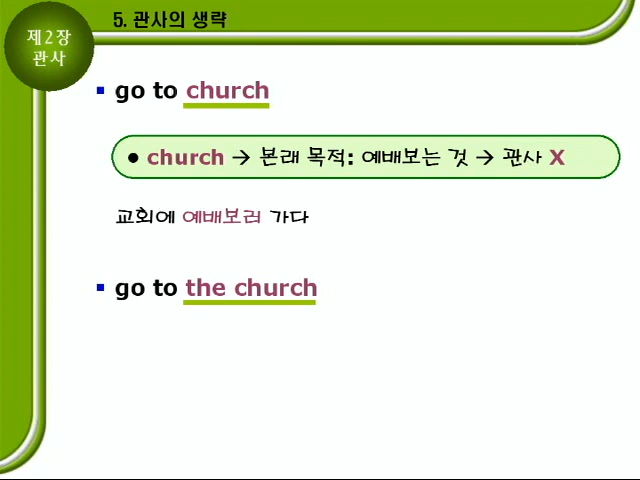 제2장
관사
5. 관사의 생략
▪ go to church
● church → 본래 목적: 예배보는 것 → 관사 X
교회에 예배보러 가다
▪ go to the church